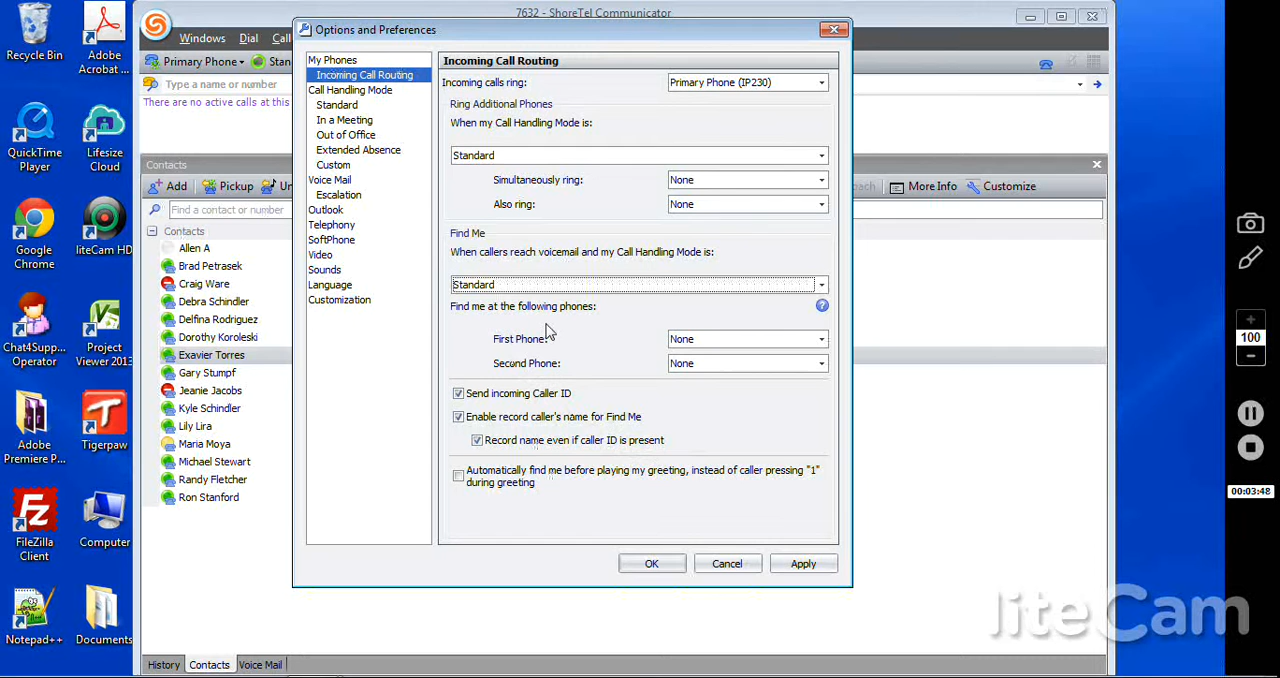 7632 - ShoreTel Communicator
Recycle Bin
Adobe
Acrobat ...
QuickTime
Player
Lifesize
Cloud
Google
Chrome
liteCam HD
Chat4Supp...
Operator
Project
Viewer 2013
Adobe
Premiere P...
Tigerpaw
FileZilla
Client
Computer
Notepad++
Documents
Windows Dial Call
Primary Phone
Stan
Type a name or number
There are no active calls at this
Contacts
Add Pickup Un
More Info Customize
Find a contact or number
Contacts
Allen A
Brad Petrasek
Craig Ware
Debra Schindler
Delfina Rodriguez
Dorothy Koroleski
Exavier Torres
Gary Stumpf
Jeanie Jacobs
Kyle Schindler
Lily Lira
Maria Moya
Michael Stewart
Randy Fletcher
Ron Stanford
History Contacts Voice Mail
Options and Preferences
My Phones
Incoming Call Routing
Call Handling Mode
Standard
In a Meeting
Out of Office
Extended Absence
Custom
Voice Mail
Escalation
Outlook
Telephony
SoftPhone
Video
Sounds
Language
Customization
Incoming Call Routing
Incoming calls ring: Primary Phone (IP230)
Ring Additional Phones
When my Call Handling Mode is:
Standard
Simultaneously ring: None
Also ring: None
Find Me
When callers reach voicemail and my Call Handling Mode is:
Standard
Find me at the following phones:
First Phone: None
Second Phone: None
Send incoming Caller ID
Enable record caller's name for Find Me
Record name even if caller ID is present
Automatically find me before playing my greeting, instead of caller pressing "1"
during greeting
OK Cancel Apply
100
00:03:48
liteCam